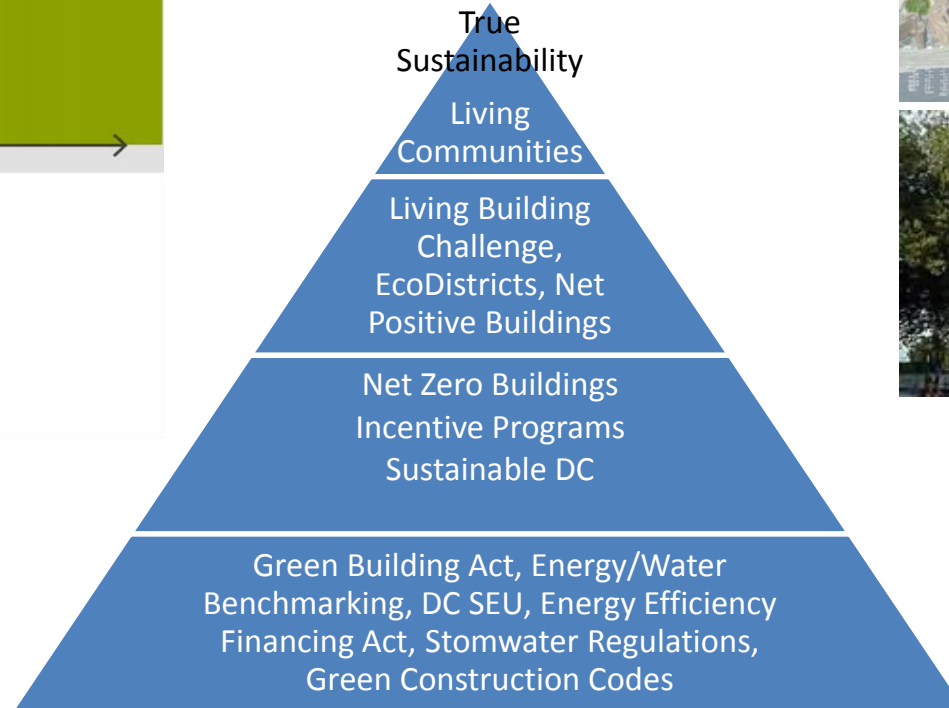 True
Sustainability
Living
Communities
Living Building
Challenge,
EcoDistricts, Net
Positive Buildings
Net Zero Buildings
Incentive Programs
Sustainable DC
Green Building Act, Energy/Water
Benchmarking, DC SEU, Energy Efficiency
Financing Act, Stomwater Regulations,
Green Construction Codes